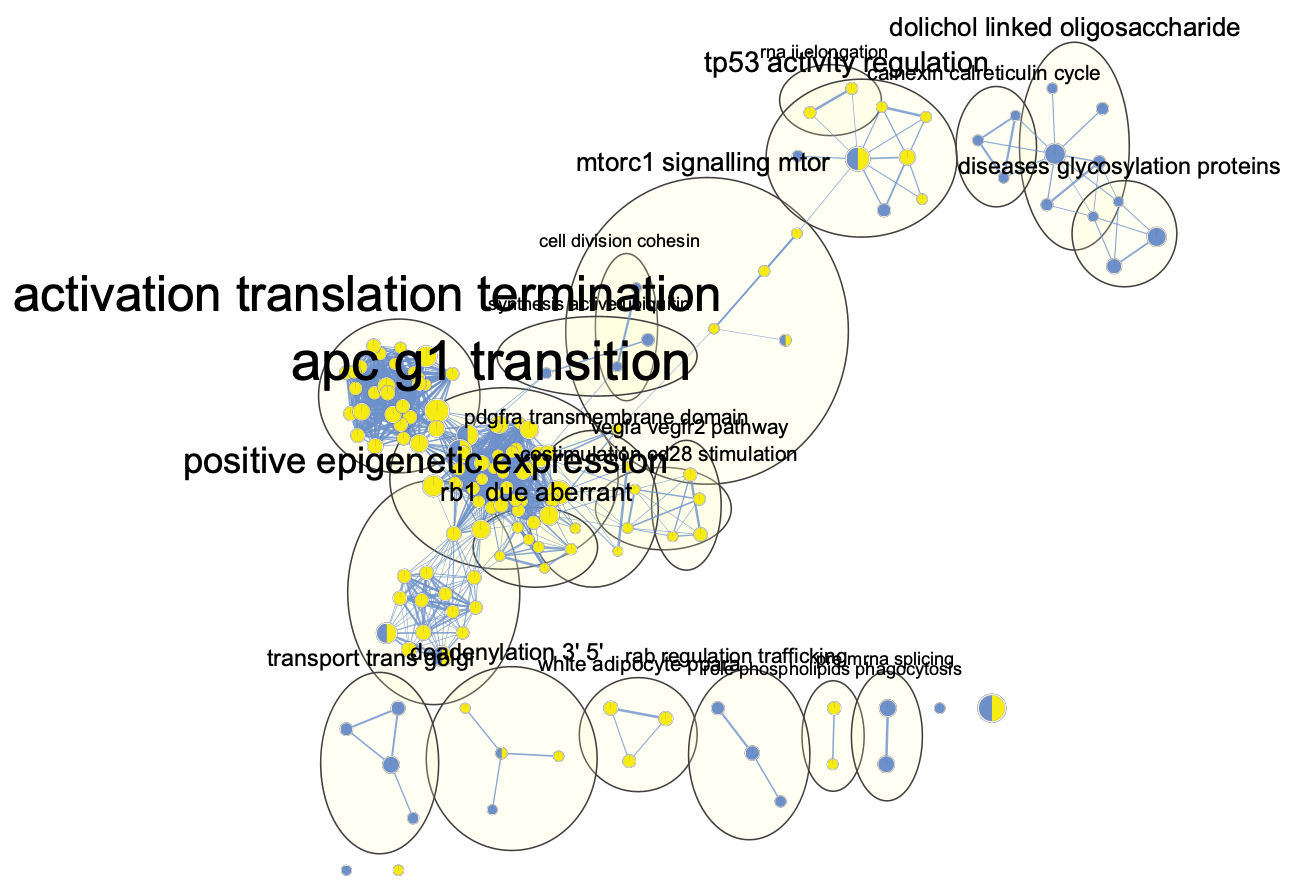 dolichol linked oligosaccharide
rna ii elongation
tp53 activity regulation
calnexin calreticulin cycle
mtorc1 signalling mtor
diseases glycosylation proteins
cell division cohesin
activation translation termination
synthesis active ubiquitin
apc g1 transition
pdgfra transmembrane domain
vegfa vegfr2 pathway
positive epigenetic expression
costimulation cd28 stimulation
rb1 due aberrant
transport trans golgi
deadenylation 3' 5'
white adipocyte ppara
rab regulation trafficking
mrna splicing
role phospholipids phagocytosis